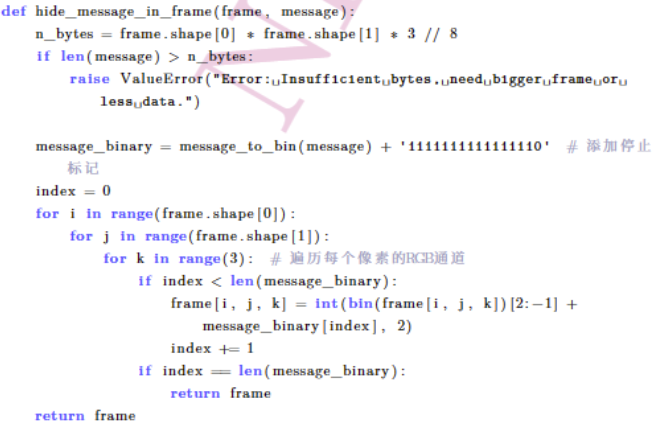 def hide_message_in_frame(frame, message):
    n_bytes = frame.shape[0] * frame.shape[1] * 3 // 8
    if len(message) > n_bytes:
        raise ValueError("Error:␣Insufficient␣bytes.␣need␣bigger␣frame␣or␣
            less␣data.")
    message_binary = message_to_bin(message) + '1111111111111110'  # 添加停止
        标记
    index = 0
    for i in range(frame.shape[0]):
        for j in range(frame.shape[1]):
            for k in range(3):  # 遍历每个像素的RGB通道
                if index < len(message_binary):
                    frame[i, j, k] = int(bin(frame[i, j, k])[2:-1] +
                        message_binary[index], 2)
                    index += 1
                if index == len(message_binary):
                    return frame
    return frame